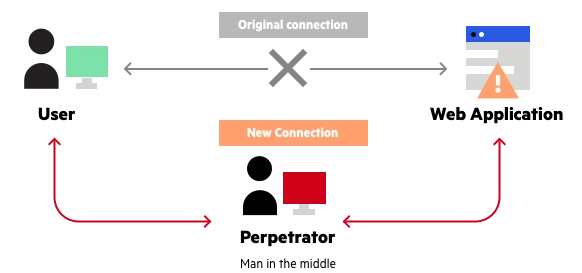 Original connection
User
Web Application
New Connection
Perpetrator
Man in the middle